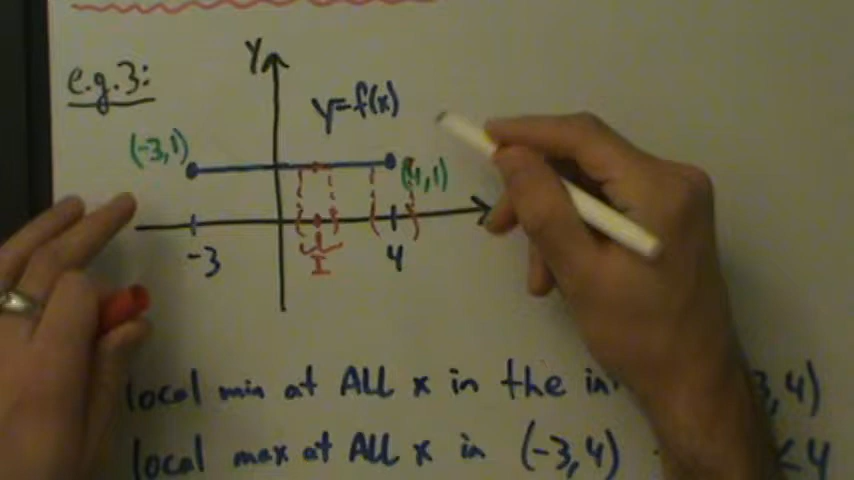 e.g.3:
Y
y=f(x)
(-3,1)
(4,1)
-3
I
4
local min at ALL x in the 3,4)
local max at ALL x in (-3,4) <4